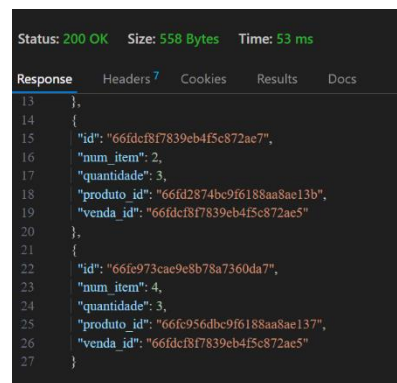 Status: 200 OK Size: 558 Bytes Time: 53 ms
Response Headers 7 Cookies Results Docs
13 },
14 {
15 "id": "66fdcf8f7839eb4f5c872ae7",
16 "num_item": 2,
17 "quantidade": 3,
18 "produto_id": "66fd2874bc9f6188aa8ae13b",
19 "venda_id": "66fdcf8f7839eb4f5c872ae5"
20 },
21 {
22 "id": "66fe973cae9e8b78a7360da7",
23 "num_item": 4,
24 "quantidade": 3,
25 "produto_id": "66fc956dbc9f6188aa8ae137",
26 "venda_id": "66fdcf8f7839eb4f5c872ae5"
27 }